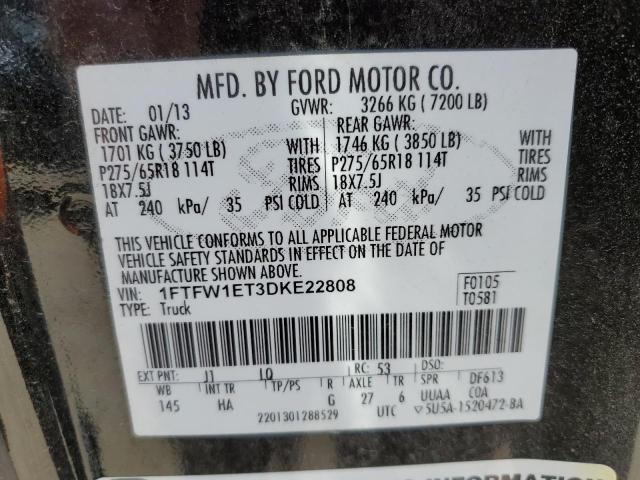 MFD. BY FORD MOTOR CO.
DATE: 01/13 GVWR: 3266 KG ( 7200 LB)
FRONT GAWR: REAR GAWR:
1701 KG ( 3750 LB) WITH 1746 KG ( 3850 LB) WITH
P275/65R18 114T TIRES P275/65R18 114T TIRES
18X7.5J RIMS 18X7.5J RIMS
AT 240 kPa/ 35 PSI COLD AT 240 kPa/ 35 PSI COLD
THIS VEHICLE CONFORMS TO ALL APPLICABLE FEDERAL MOTOR
VEHICLE SAFETY STANDARDS IN EFFECT ON THE DATE OF
MANUFACTURE SHOWN ABOVE.
VIN: 1FTFW1ET3DKE22808 F0105
TYPE: Truck T0581
EXT PNT: J1 LQ RC: 53 DSO:
WB INT TR TP/PS R AXLE TR SPR DF613
145 HA G 27 6 UUAA COA
2201301288529 UTC ▽5U5A-1520472-BA
INFORMATION